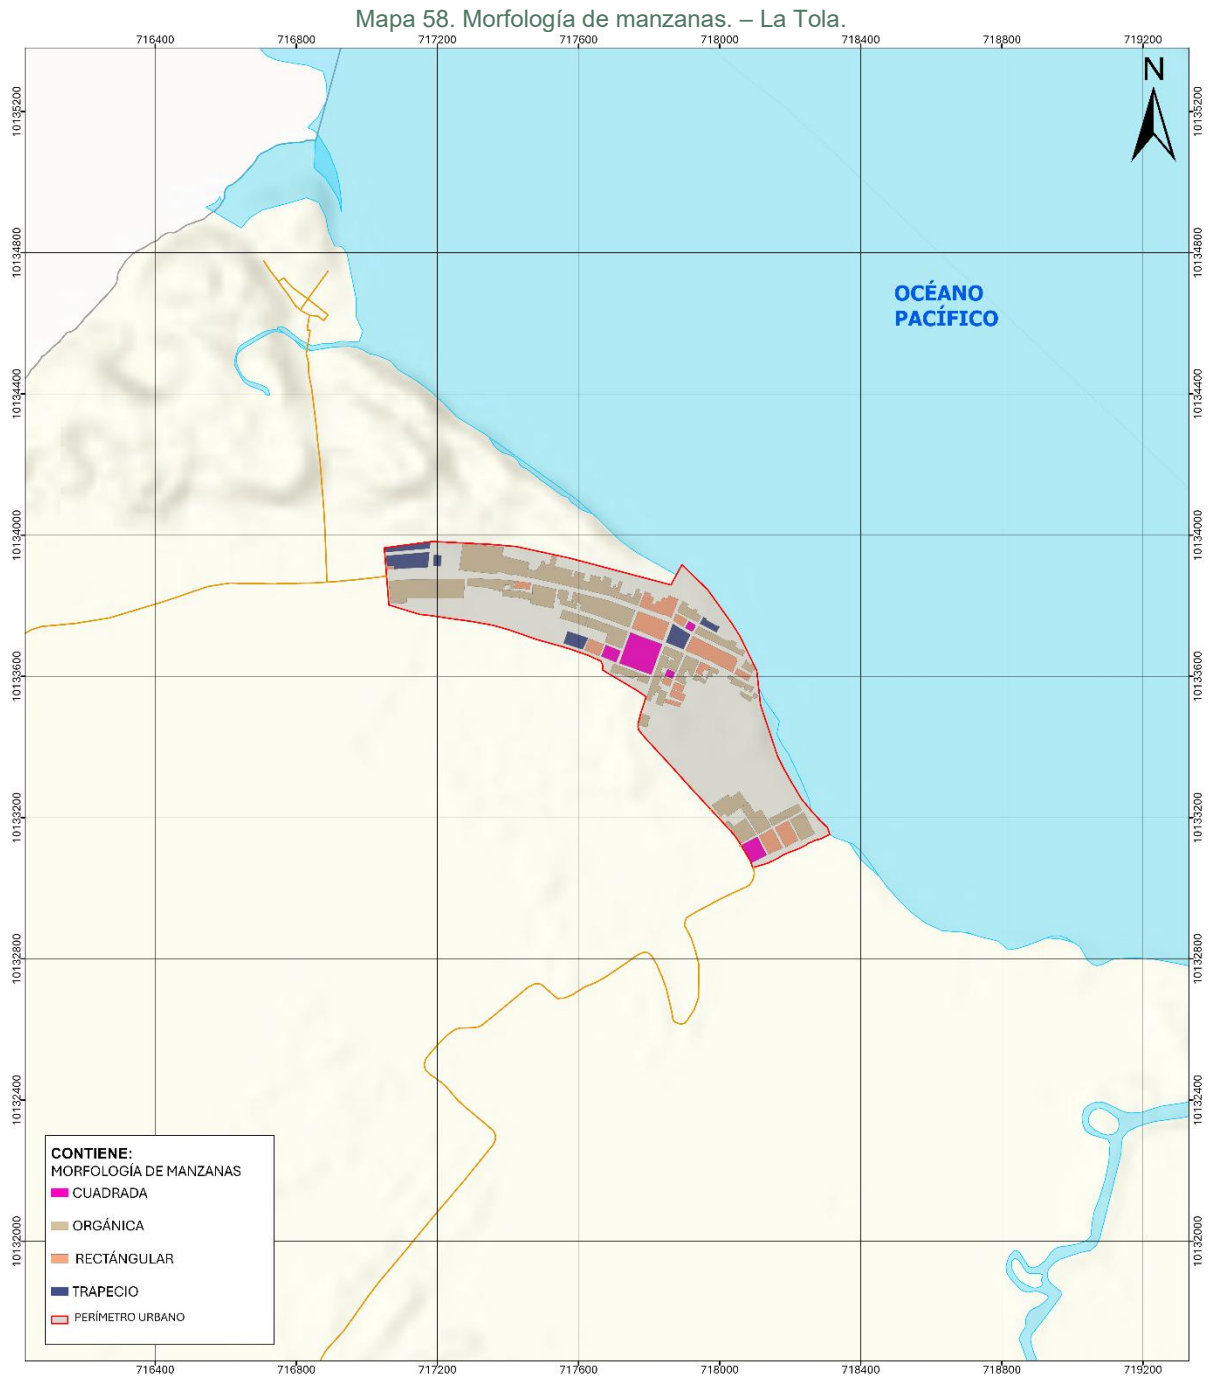 Mapa 58. Morfología de manzanas. – La Tola.
716400 716800 717200 717600 718000 718400 718800 719200
N
10135200 10135200
10134800 10134800
OCÉANO
PACÍFICO
10134400 10134400
10134000 10134000
10133600 10133600
10133200 10133200
10132800 10132800
10132400 10132400
CONTIENE:
MORFOLOGÍA DE MANZANAS
CUADRADA
ORGÁNICA
10132000 10132000
RECTÁNGULAR
TRAPECIO
PERÍMETRO URBANO
716400 716800 717200 717600 718000 718400 718800 719200